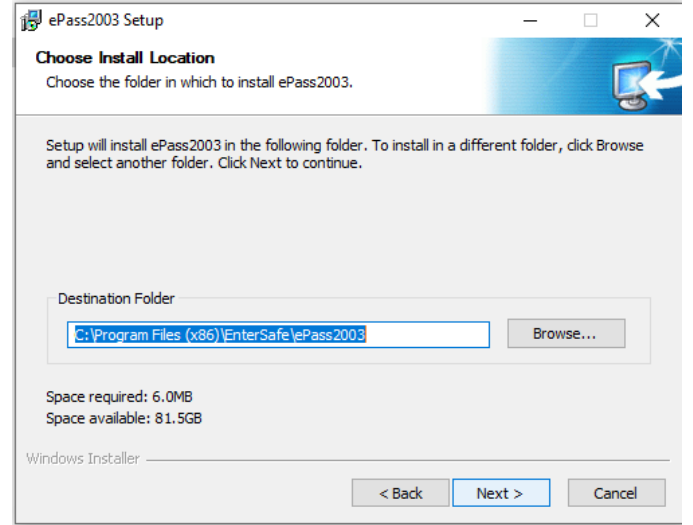 ePass2003 Setup
Choose Install Location
Choose the folder in which to install ePass2003.
Setup will install ePass2003 in the following folder. To install in a different folder, click Browse
and select another folder. Click Next to continue.
Destination Folder
C:\Program Files (x86)\EnterSafe\ePass2003
Browse...
Space required: 6.0MB
Space available: 81.5GB
Windows Installer
< Back
Next >
Cancel